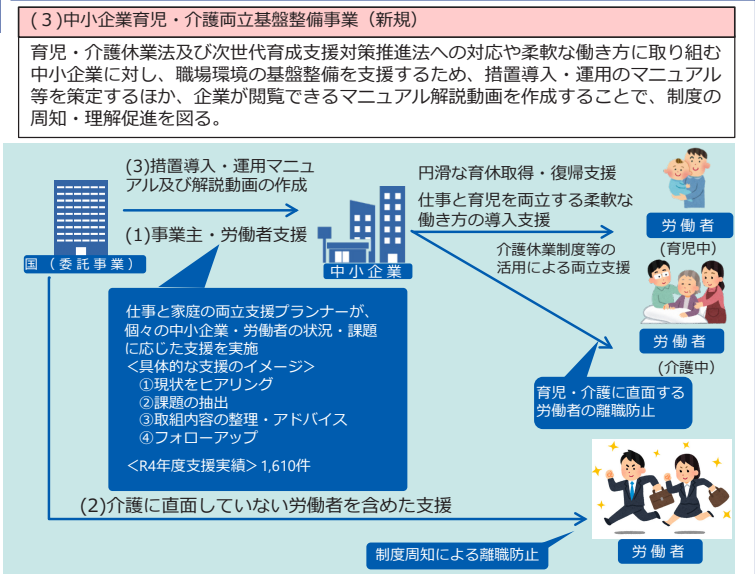 (３)中小企業育児・介護両立基盤整備事業（新規）
育児・介護休業法及び次世代育成支援対策推進法への対応や柔軟な働き方に取り組む
中小企業に対し、職場環境の基盤整備を支援するため、措置導入・運用のマニュアル
等を策定するほか、企業が閲覧できるマニュアル解説動画を作成することで、制度の
周知・理解促進を図る。
(3)措置導入・運用マニュ
アル及び解説動画の作成
(1)事業主・労働者支援
国（委託事業）
中小企業
円滑な育休取得・復帰支援
仕事と育児を両立する柔軟な
働き方の導入支援
介護休業制度等の
活用による両立支援
労働者
(育児中)
労働者
(介護中)
仕事と家庭の両立支援プランナーが、
個々の中小企業・労働者の状況・課題
に応じた支援を実施
＜具体的な支援のイメージ＞
①現状をヒアリング
②課題の抽出
③取組内容の整理・アドバイス
④フォローアップ
＜R4年度支援実績＞1,610件
育児・介護に直面する
労働者の離職防止
(2)介護に直面していない労働者を含めた支援
制度周知による離職防止
労働者